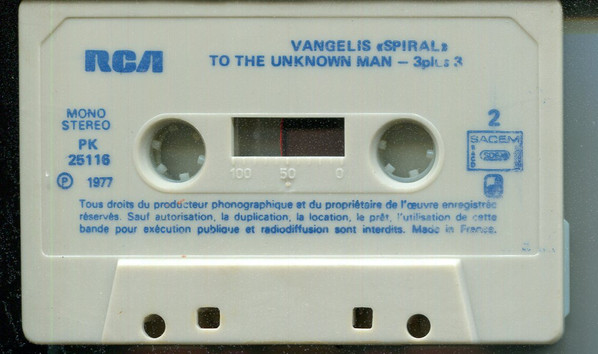 RCA
VANGELIS «SPIRAL»
TO THE UNKNOWN MAN – 3plus 3
MONO
STEREO
PK
25116
℗ 1977
2
SACEM
100 50 0
Tous droits du producteur phonographique et du propriétaire de l'œuvre enregistrée
réservés. Sauf autorisation, la duplication, la location, le prêt, l'utilisation de cette
bande pour exécution publique et radiodiffusion sont interdits. Made in France.